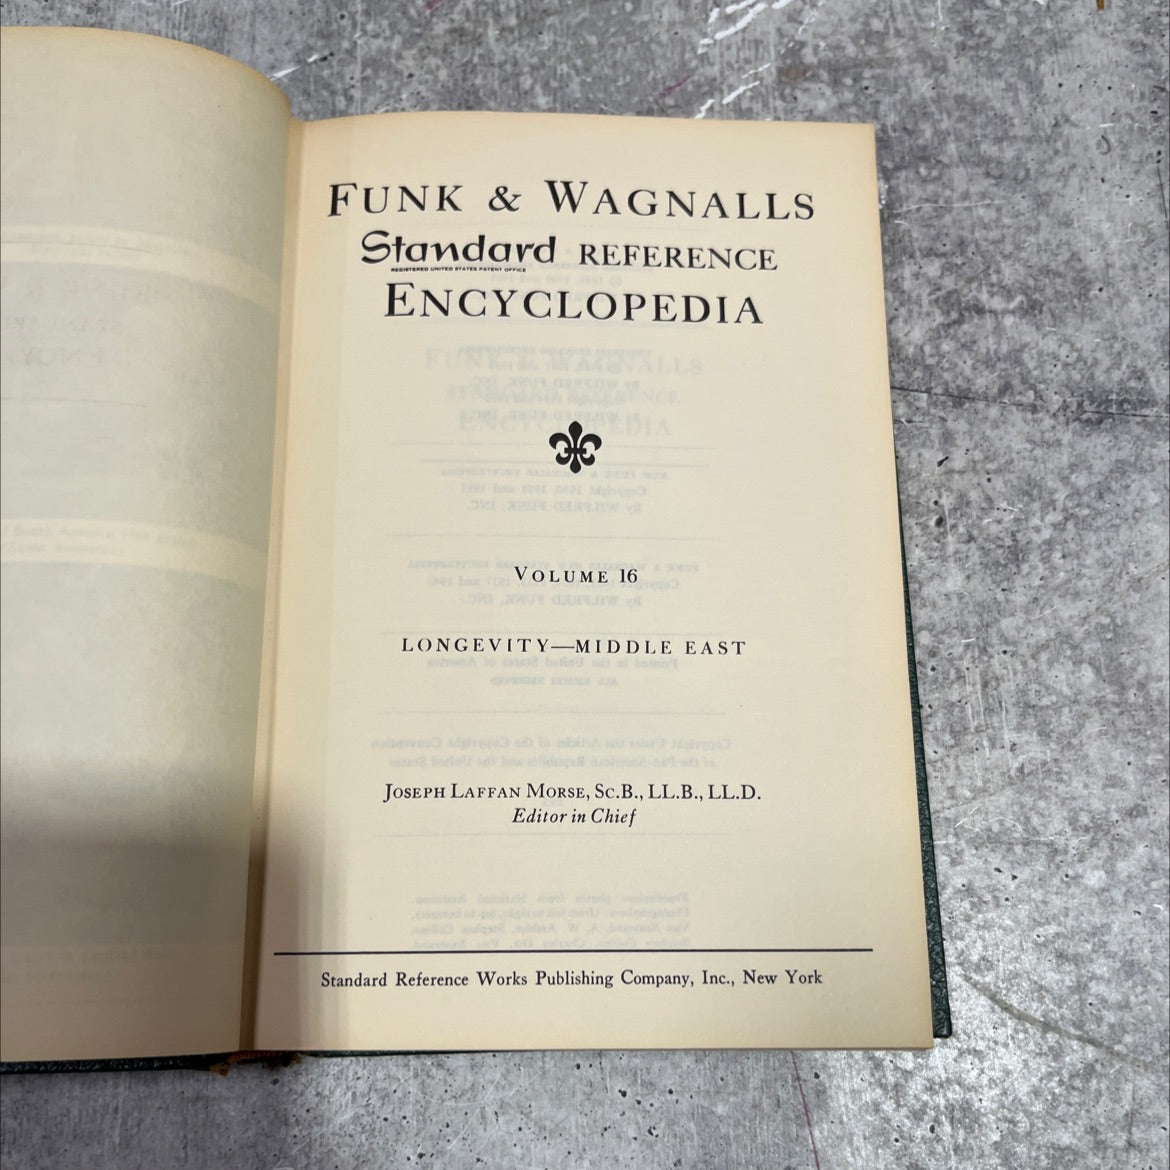 FUNK & WAGNALLS
Standard REFERENCE
REGISTERED UNITED STATES PATENT OFFICE
ENCYCLOPEDIA
VOLUME 16
LONGEVITY—MIDDLE EAST
JOSEPH LAFFAN MORSE, SC.B., LL.B., LL.D.
Editor in Chief
Standard Reference Works Publishing Company, Inc., New York